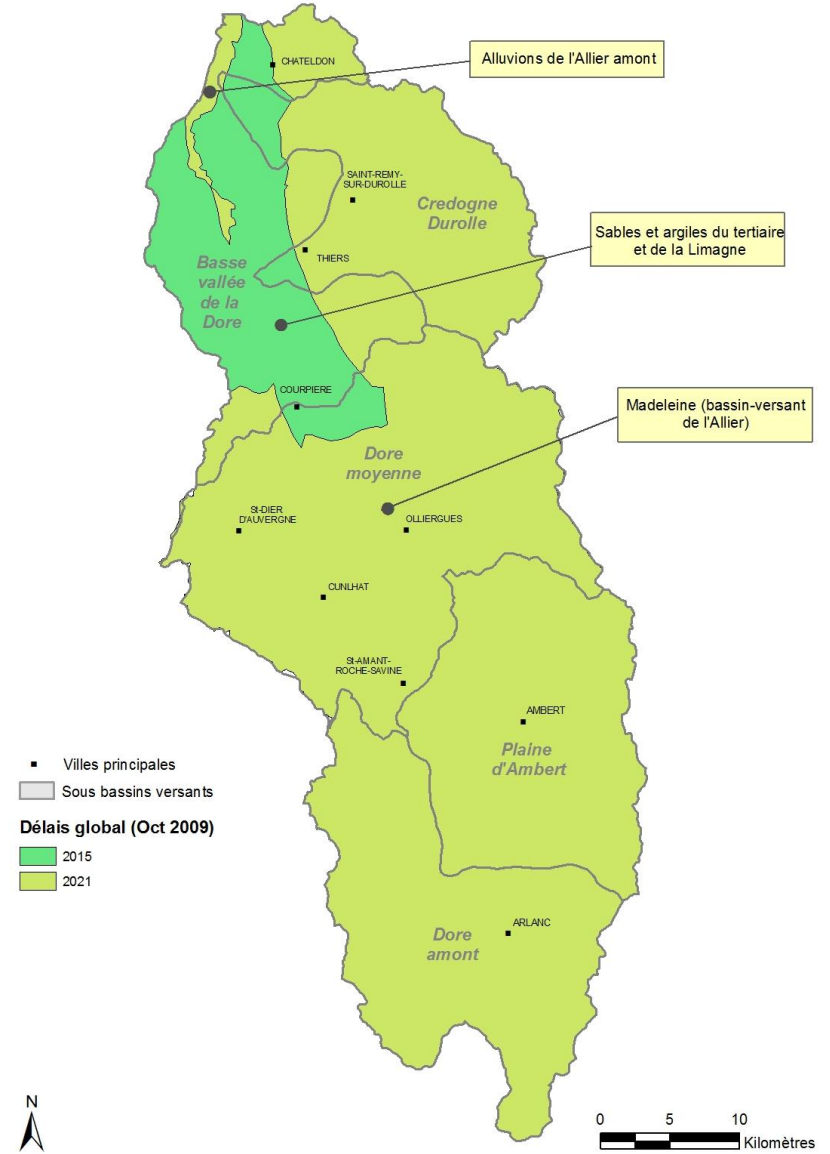 Alluvions de l'Allier amont
CHATELDON
SAINT-REMY-
SUR-DUROLLE
Credogne
Durolle
Sables et argiles du tertiaire
et de la Limagne
THIERS
Basse
vallée
de la
Dore
COURPIERE
Madeleine (bassin-versant
de l'Allier)
Dore
moyenne
St-DIER
D'AUVERGNE
OLLIERGUES
CUNLHAT
St-AMANT-
ROCHE-SAVINE
AMBERT
Plaine
d'Ambert
Villes principales
Sous bassins versants
Délais global (Oct 2009)
2015
2021
ARLANC
Dore
amont
N
0 5 10
Kilomètres